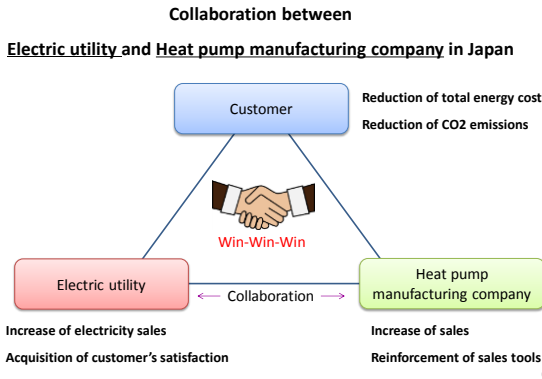 Collaboration between
Electric utility and Heat pump manufacturing company in Japan
Customer
Reduction of total energy cost
Reduction of CO2 emissions
Win-Win-Win
Electric utility
Collaboration
Heat pump
manufacturing company
Increase of electricity sales
Acquisition of customer's satisfaction
Increase of sales
Reinforcement of sales tools